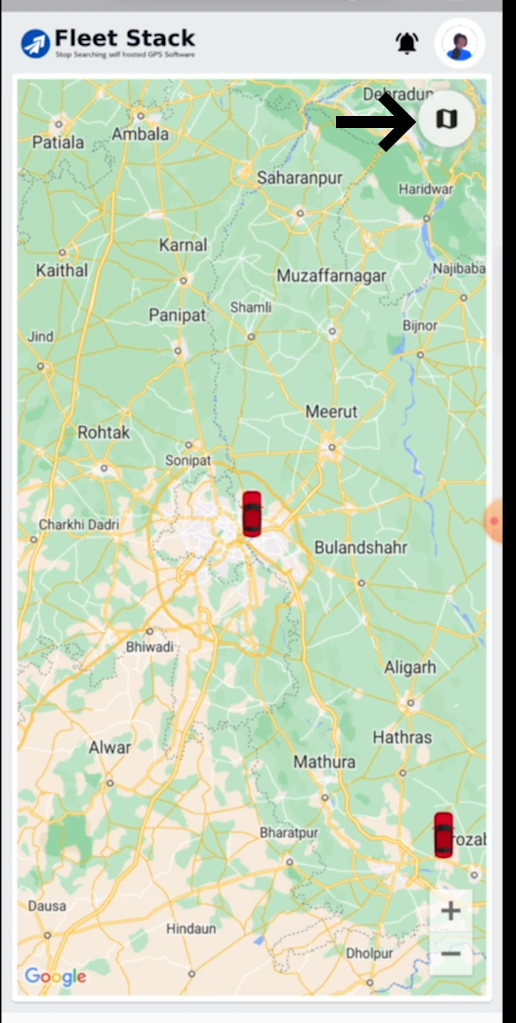 Fleet Stack
Stop Searching self hosted GPS Software
Dehradun
Patiala
Ambala
Saharanpur
Haridwar
Karnal
Kaithal
Muzaffarnagar
Najibaba
Panipat
Shamli
Bijnor
Jind
Meerut
Rohtak
Sonipat
Charkhi Dadri
Bulandshahr
Bhiwadi
Aligarh
Hathras
Alwar
Mathura
Bharatpur
rozab
+
Dausa
Hindaun
−
Dholpur
Google